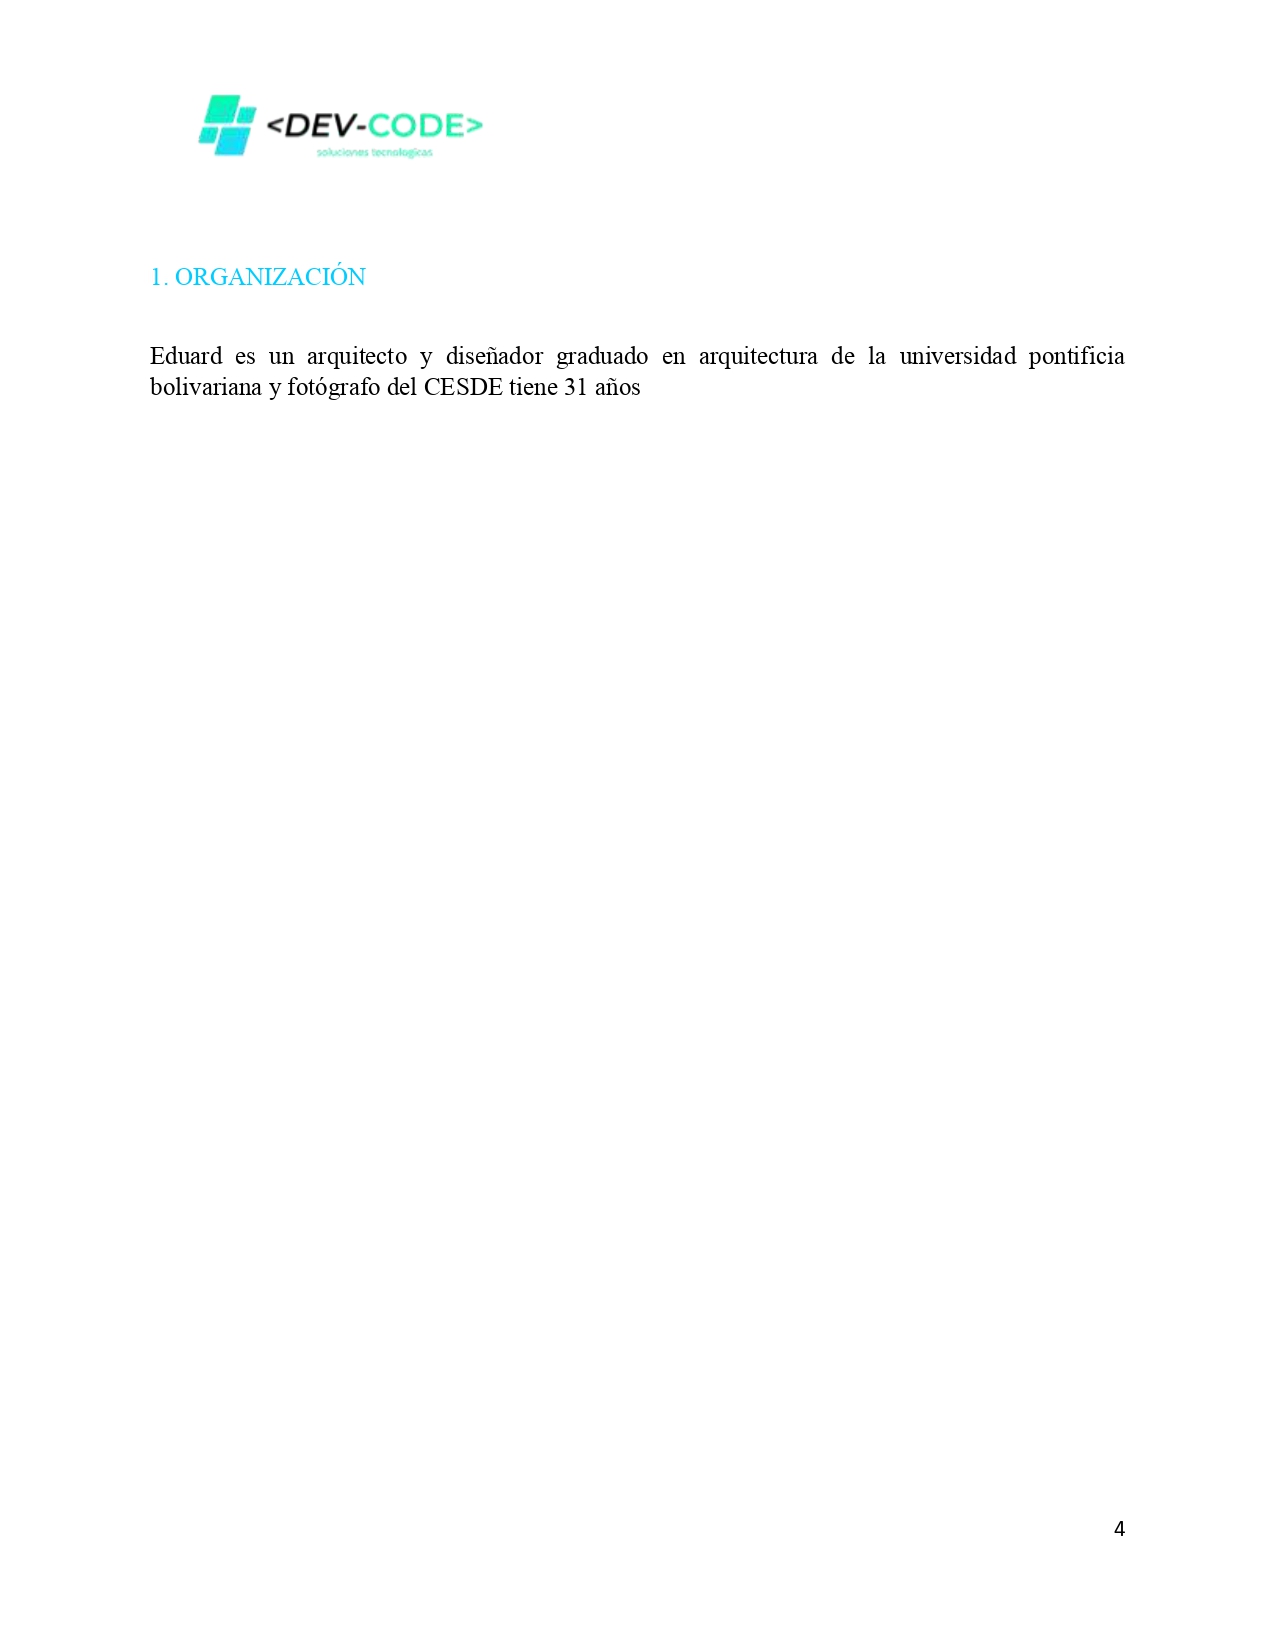 <DEV-CODE>
soluciones tecnologicas
1. ORGANIZACIÓN
Eduard es un arquitecto y diseñador graduado en arquitectura de la universidad pontificia
bolivariana y fotógrafo del CESDE tiene 31 años
4